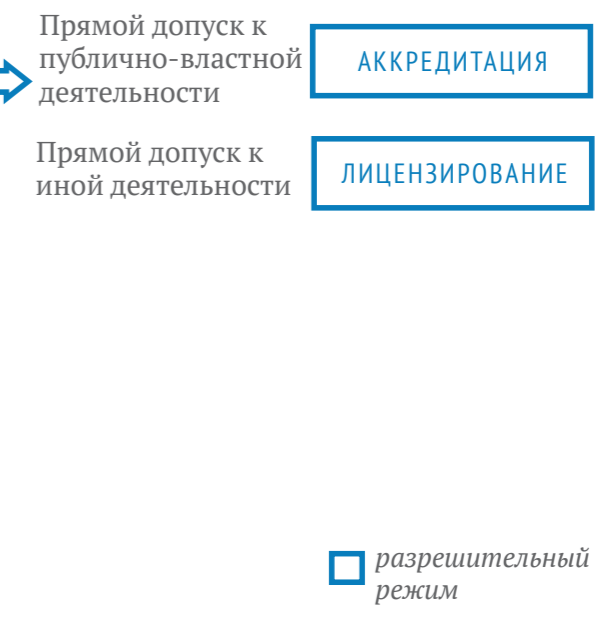 Прямой допуск к
публично-властной
деятельности
АККРЕДИТАЦИЯ
Прямой допуск к
иной деятельности
ЛИЦЕНЗИРОВАНИЕ
разрешительный
режим